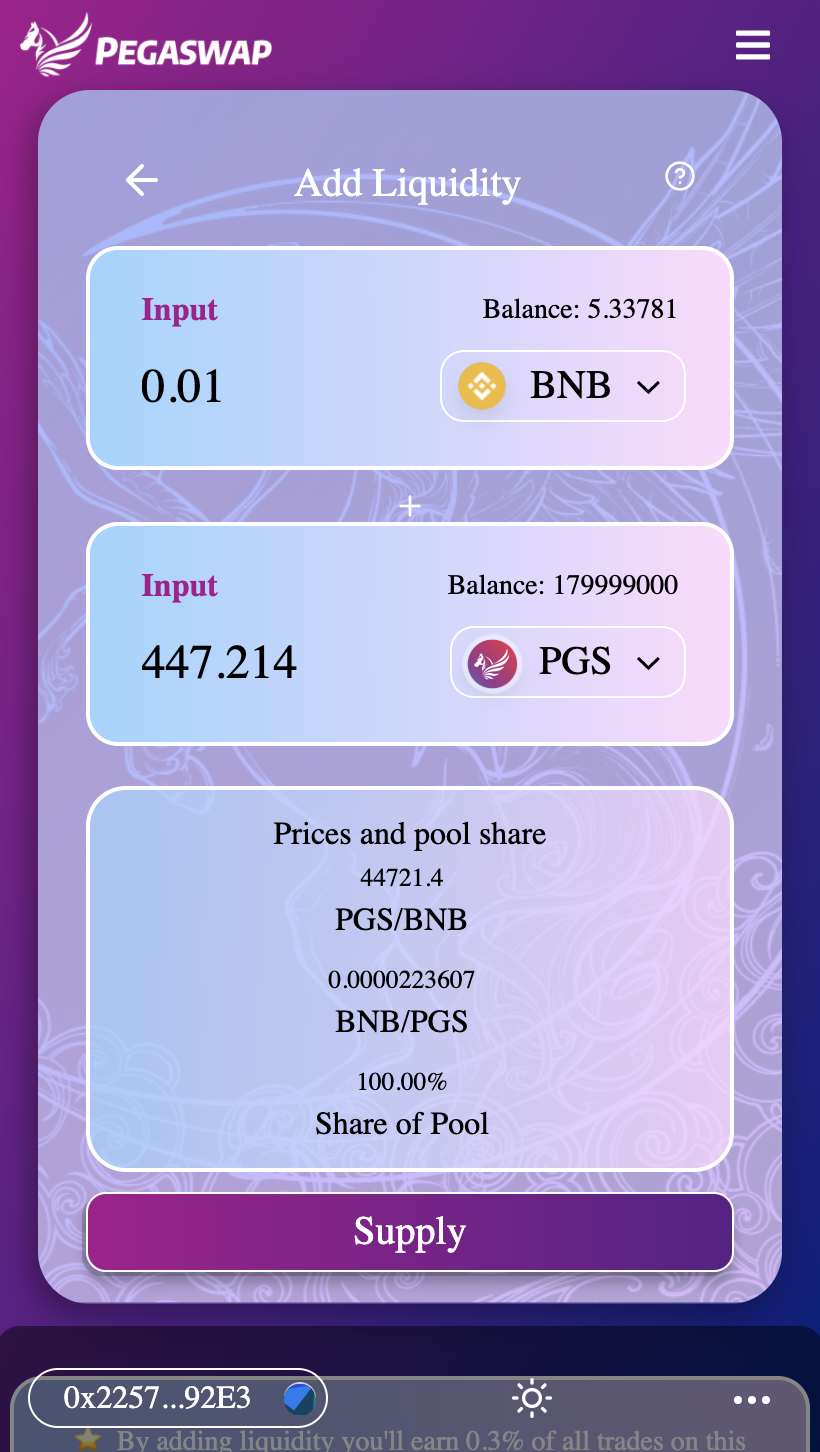 PEGASWAP
Add Liquidity
Input
Balance: 5.33781
0.01
BNB
+
Input
Balance: 179999000
447.214
PGS
Prices and pool share
44721.4
PGS/BNB
0.0000223607
BNB/PGS
100.00%
Share of Pool
Supply
0x2257...92E3
By adding liquidity you'll earn 0.3% of all trades on this